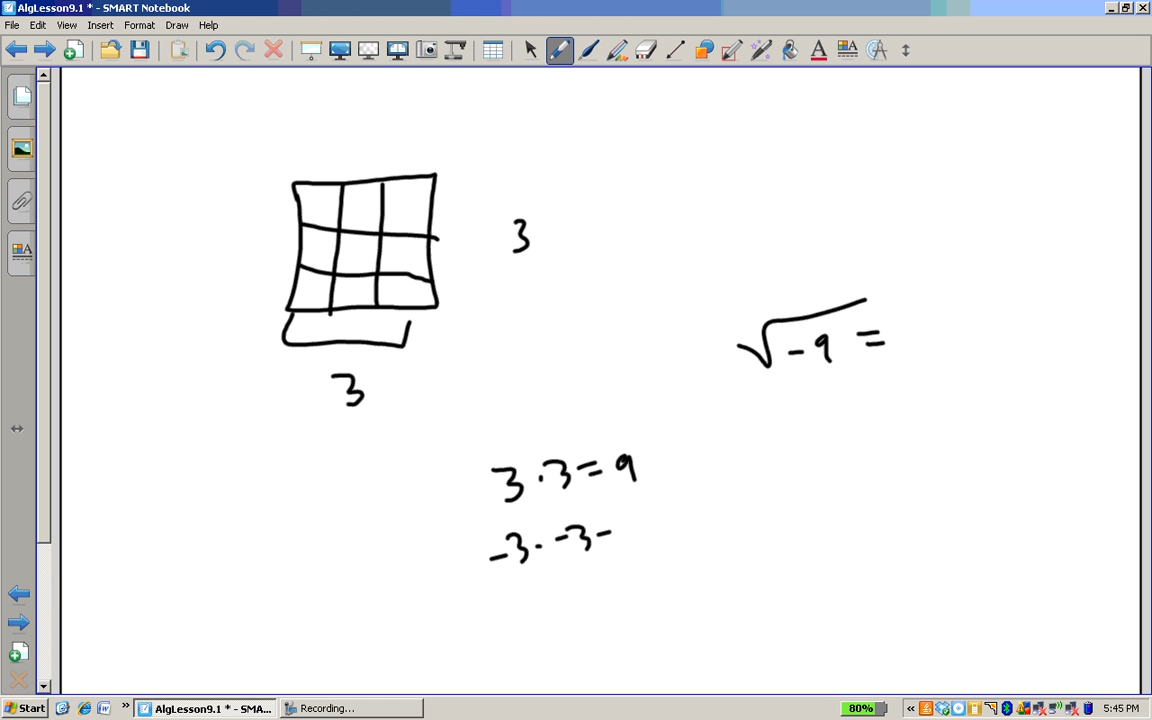 AlgLesson9.1 * - SMART Notebook
File Edit View Insert Format Draw Help
3
√-9 =
3
3 · 3 = 9
-3 · -3 -
Start
AlgLesson9.1 * - SMA...
Recording...
80%
5:45 PM